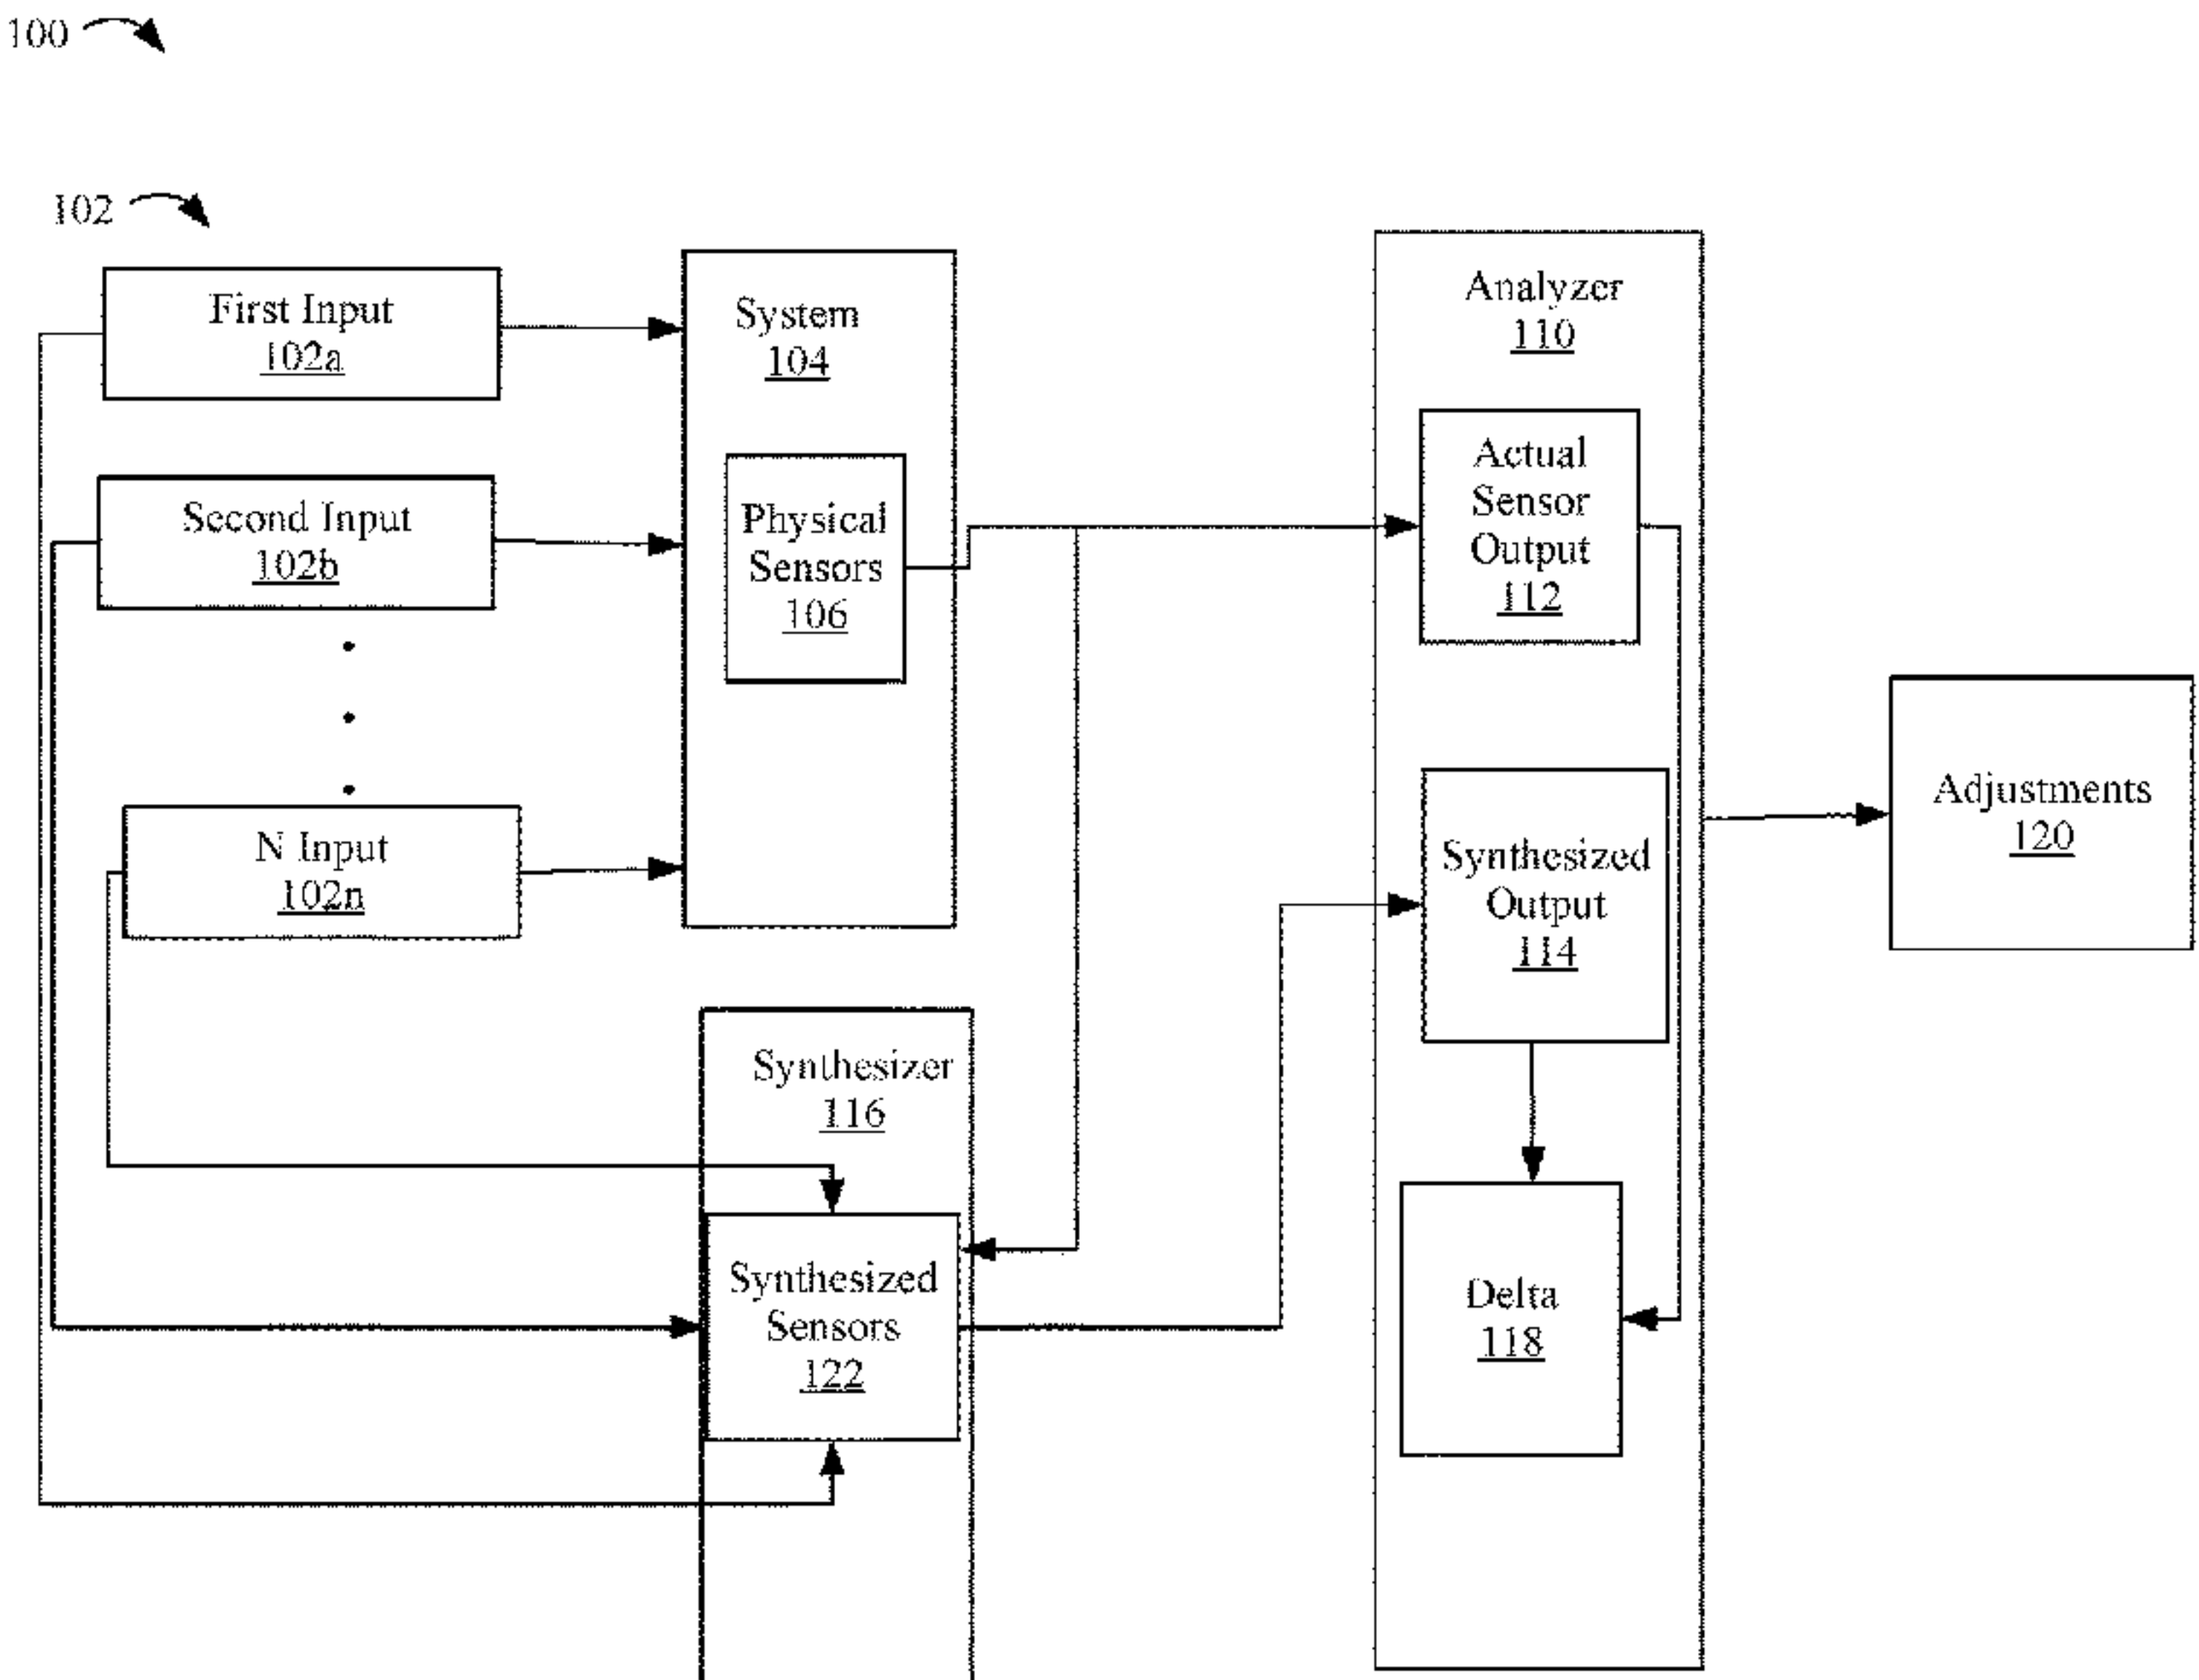 100
102
First Input
102a
Second Input
102b
N Input
102n
System
104
Physical
Sensors
106
Synthesizer
116
Synthesized
Sensors
122
Analyzer
110
Actual
Sensor
Output
112
Synthesized
Output
114
Delta
118
Adjustments
120